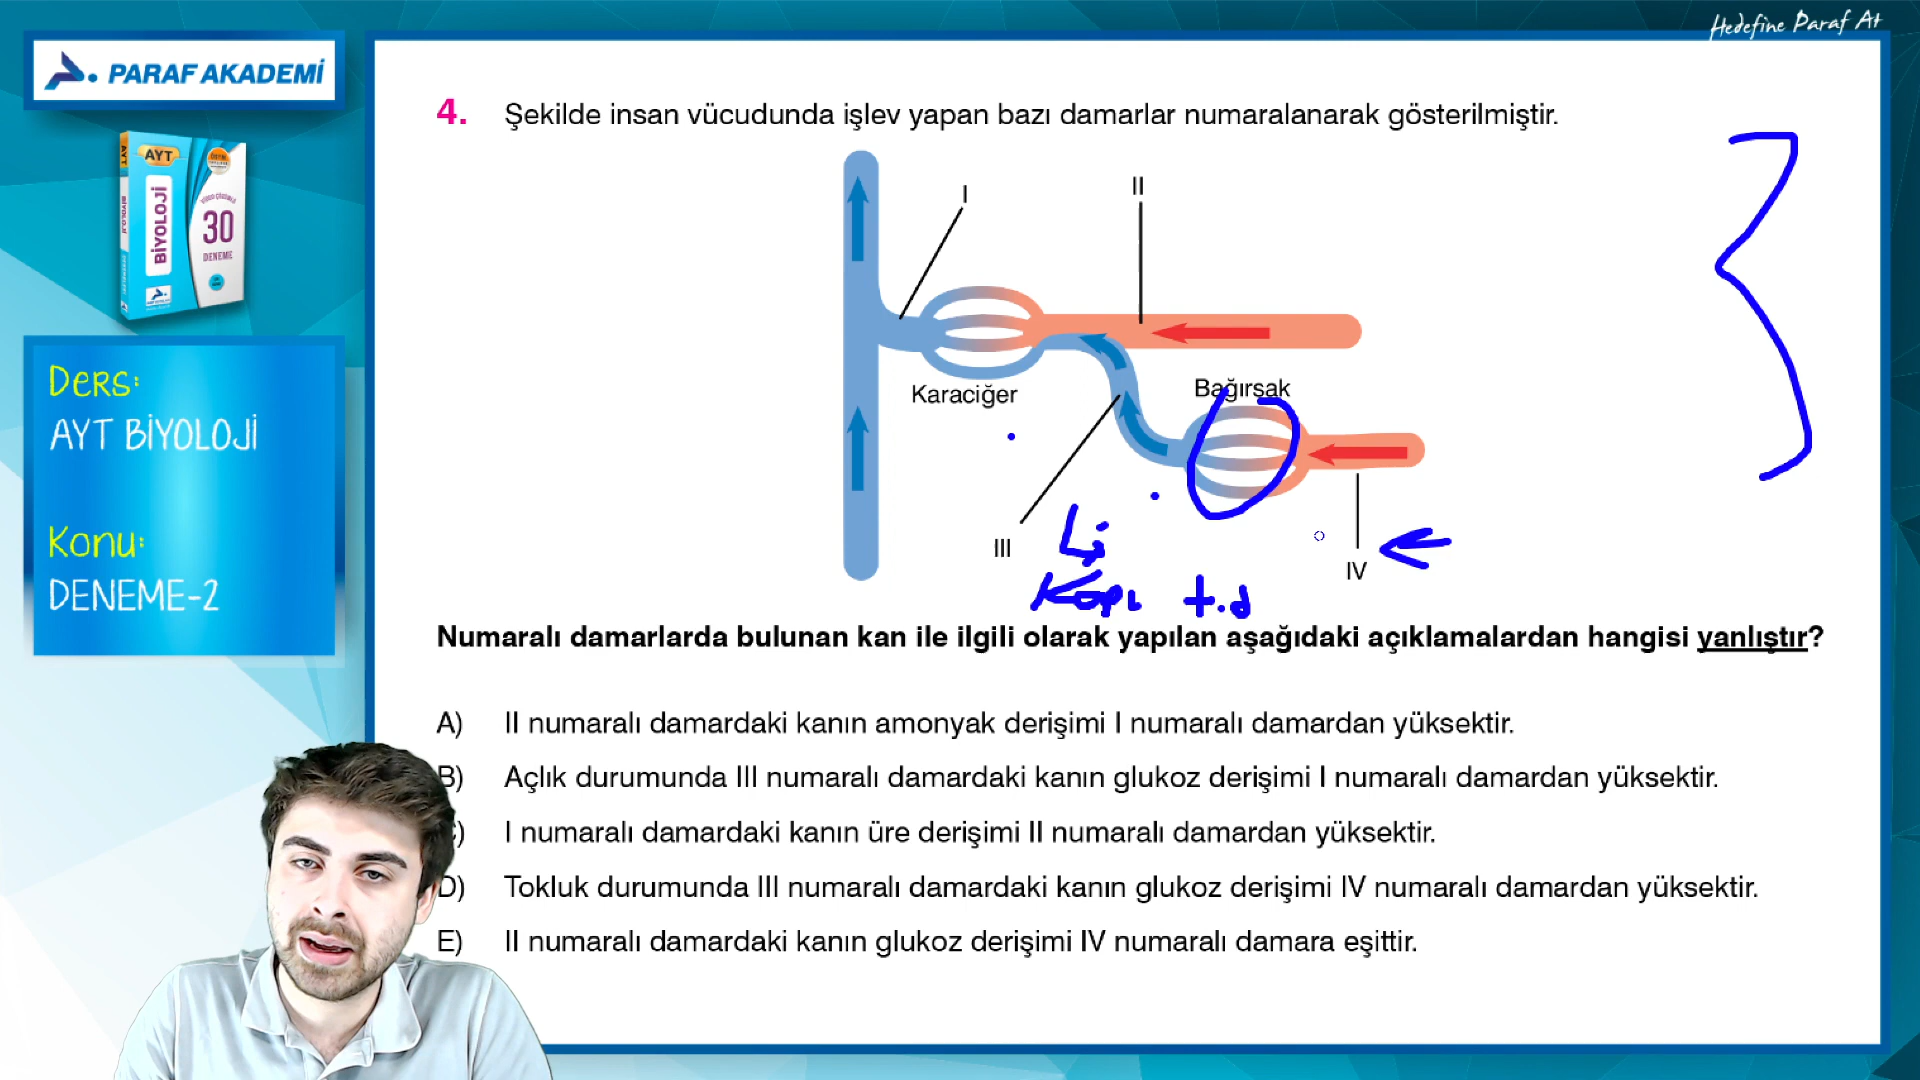 Hedefine Paraf At
PARAF AKADEMİ
AYT
BİYOLOJİ
30
DENEME
Ders:
AYT BİYOLOJİ
Konu:
DENEME-2
4. Şekilde insan vücudunda işlev yapan bazı damarlar numaralanarak gösterilmiştir.
I
II
Karaciğer
Bağırsak
III
IV
Kapı t.d
Numaralı damarlarda bulunan kan ile ilgili olarak yapılan aşağıdaki açıklamalardan hangisi yanlıştır?
A) II numaralı damardaki kanın amonyak derişimi I numaralı damardan yüksektir.
B) Açlık durumunda III numaralı damardaki kanın glukoz derişimi I numaralı damardan yüksektir.
) I numaralı damardaki kanın üre derişimi II numaralı damardan yüksektir.
D) Tokluk durumunda III numaralı damardaki kanın glukoz derişimi IV numaralı damardan yüksektir.
E) II numaralı damardaki kanın glukoz derişimi IV numaralı damara eşittir.